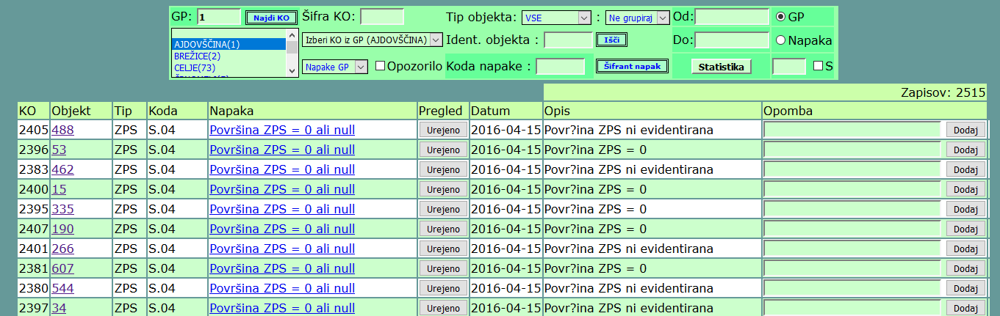 GP: 1 Najdi KO Šifra KO: Tip objekta: VSE : Ne grupiraj Od: GP
AJDOVŠČINA(1) Izberi KO iz GP (AJDOVŠČINA) Ident. objekta : Išči Do: Napaka
BREŽICE(2)
CELJE(73) Napake GP Opozorilo Koda napake : Šifrant napak Statistika S
Zapisov: 2515
KO Objekt Tip Koda Napaka Pregled Datum Opis Opomba
2405 488 ZPS S.04 Površina ZPS = 0 ali null Urejeno 2016-04-15 Povr?ina ZPS ni evidentirana Dodaj
2396 53 ZPS S.04 Površina ZPS = 0 ali null Urejeno 2016-04-15 Povr?ina ZPS = 0 Dodaj
2383 462 ZPS S.04 Površina ZPS = 0 ali null Urejeno 2016-04-15 Povr?ina ZPS ni evidentirana Dodaj
2400 15 ZPS S.04 Površina ZPS = 0 ali null Urejeno 2016-04-15 Povr?ina ZPS = 0 Dodaj
2395 335 ZPS S.04 Površina ZPS = 0 ali null Urejeno 2016-04-15 Povr?ina ZPS = 0 Dodaj
2407 190 ZPS S.04 Površina ZPS = 0 ali null Urejeno 2016-04-15 Povr?ina ZPS = 0 Dodaj
2401 266 ZPS S.04 Površina ZPS = 0 ali null Urejeno 2016-04-15 Povr?ina ZPS ni evidentirana Dodaj
2381 607 ZPS S.04 Površina ZPS = 0 ali null Urejeno 2016-04-15 Povr?ina ZPS = 0 Dodaj
2380 544 ZPS S.04 Površina ZPS = 0 ali null Urejeno 2016-04-15 Povr?ina ZPS ni evidentirana Dodaj
2397 34 ZPS S.04 Površina ZPS = 0 ali null Urejeno 2016-04-15 Povr?ina ZPS ni evidentirana Dodaj